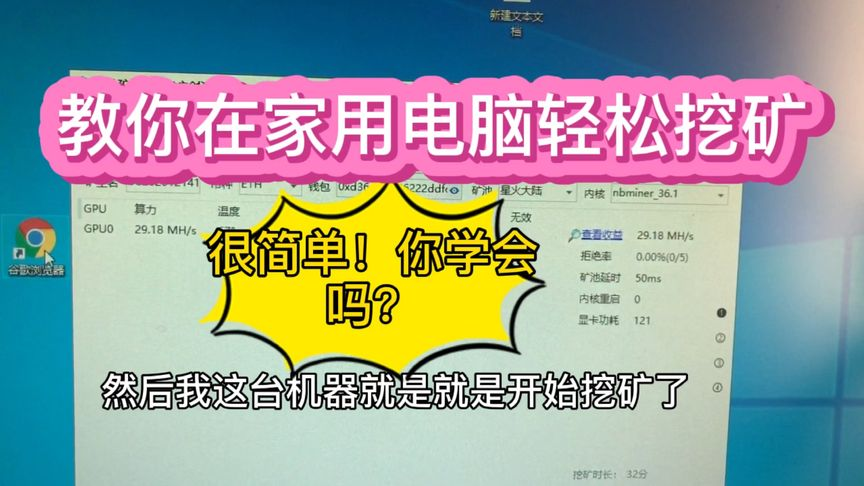 新建文本文
档
教你在家用电脑轻松挖矿
币种 ETH 钱包 0xd36 6222ddf 矿池 星火大陆 内核 nbminer_36.1
GPU 算力 温度 无效
GPU0 29.18 MH/s
查看收益 29.18 MH/s
拒绝率 0.00%(0/5)
矿池延时 50ms
内核重启 0
显卡功耗 121
谷歌浏览器
很简单！你学会
吗？
1
2
3
4
然后我这台机器就是就是开始挖矿了
挖矿时长： 32分